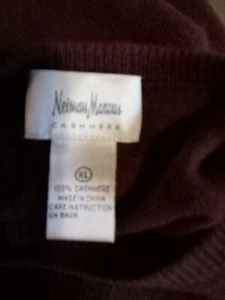 Neiman Marcus
CASHMERE
XL
100% CASHMERE
MADE IN CHINA
CARE INSTRUCTION
ON BACK